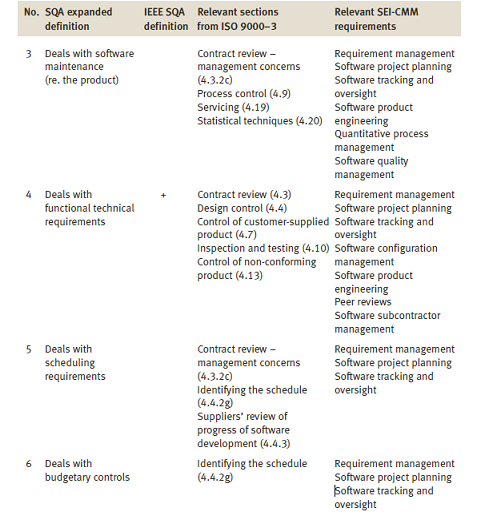 No. SQA expanded definition | IEEE SQA definition | Relevant sections from ISO 9000–3 | Relevant SEI-CMM requirements
3 Deals with software
maintenance
(re. the product)
Contract review –
management concerns
(4.3.2c)
Process control (4.9)
Servicing (4.19)
Statistical techniques (4.20)
Requirement management
Software project planning
Software tracking and
oversight
Software product
engineering
Quantitative process
management
Software quality
management
4 Deals with
functional technical
requirements
+
Contract review (4.3)
Design control (4.4)
Control of customer-supplied
product (4.7)
Inspection and testing (4.10)
Control of non-conforming
product (4.13)
Requirement management
Software project planning
Software tracking and
oversight
Software configuration
management
Software product
engineering
Peer reviews
Software subcontractor
management
5 Deals with
scheduling
requirements
Contract review –
management concerns
(4.3.2c)
Identifying the schedule
(4.4.2g)
Suppliers' review of
progress of software
development (4.4.3)
Requirement management
Software project planning
Software tracking and
oversight
6 Deals with
budgetary controls
Identifying the schedule
(4.4.2g)
Requirement management
Software project planning
Software tracking and
oversight